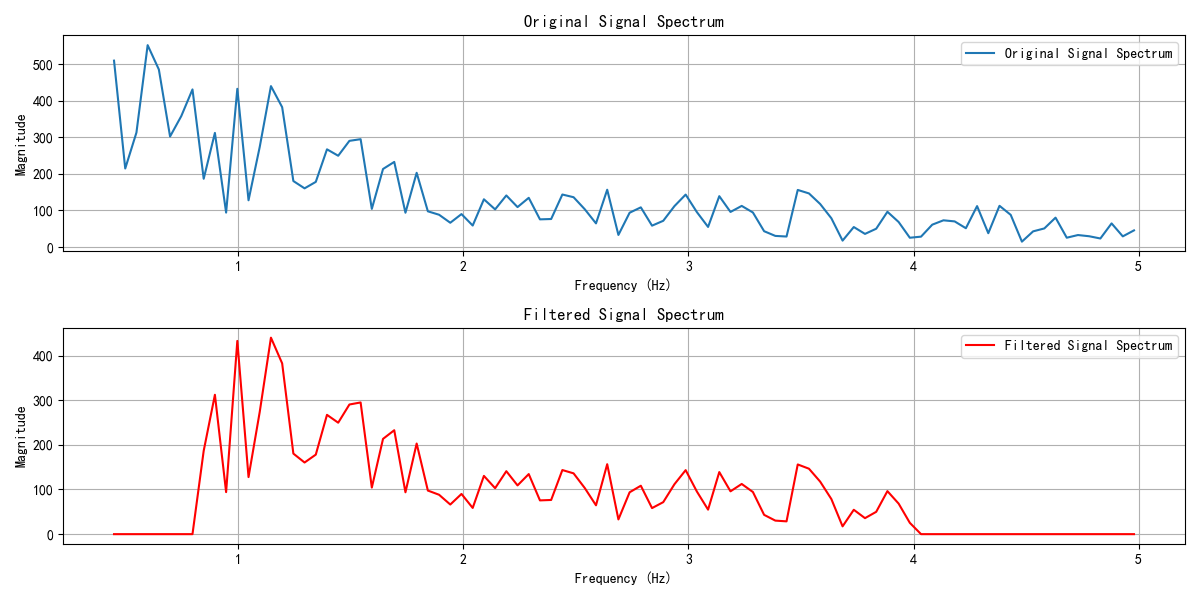 Original Signal Spectrum
Original Signal Spectrum
Magnitude
500
400
300
200
100
0
1 2 3 4 5
Frequency (Hz)
Filtered Signal Spectrum
Filtered Signal Spectrum
Magnitude
400
300
200
100
0
1 2 3 4 5
Frequency (Hz)